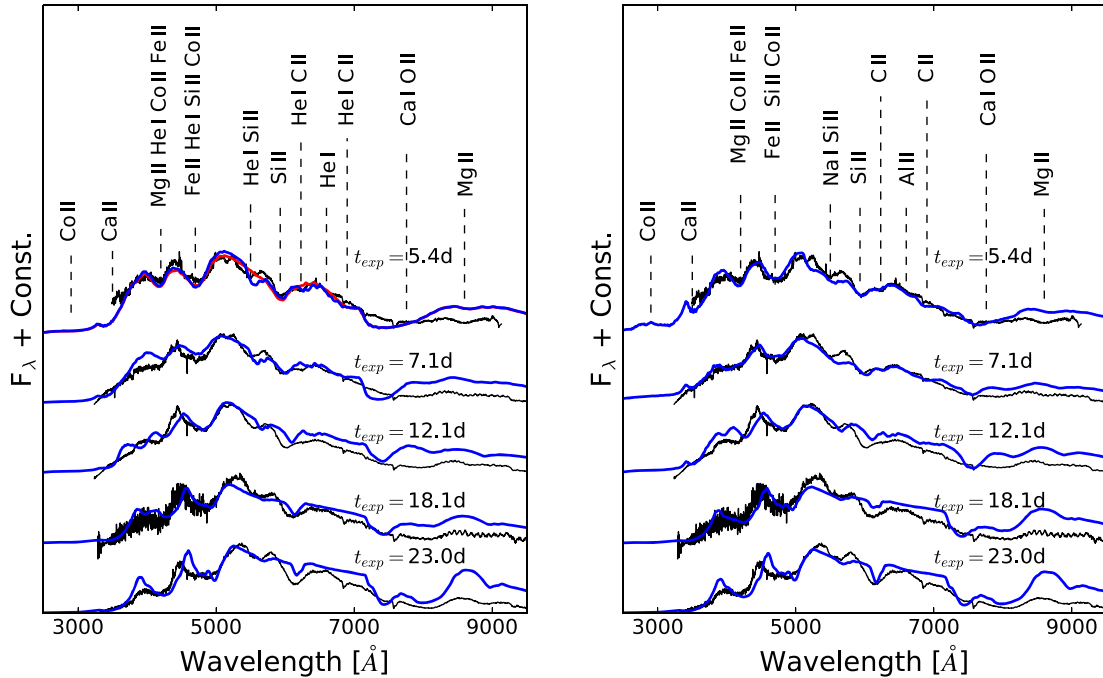 F_λ + Const.
Co II
Ca II
Mg II He I Co II Fe II
Fe II He I Si II Co II
He I Si II
Si II
He I C II
He I
He I C II
Ca I O II
Mg II
t_exp = 5.4d
t_exp = 7.1d
t_exp = 12.1d
t_exp = 18.1d
t_exp = 23.0d
3000 5000 7000 9000
Wavelength [Å]
F_λ + Const.
Co II
Ca II
Mg II Co II Fe II
Fe II Si II Co II
Na I Si II
Si II
C II
Al II
C II
Ca I O II
Mg II
t_exp = 5.4d
t_exp = 7.1d
t_exp = 12.1d
t_exp = 18.1d
t_exp = 23.0d
3000 5000 7000 9000
Wavelength [Å]